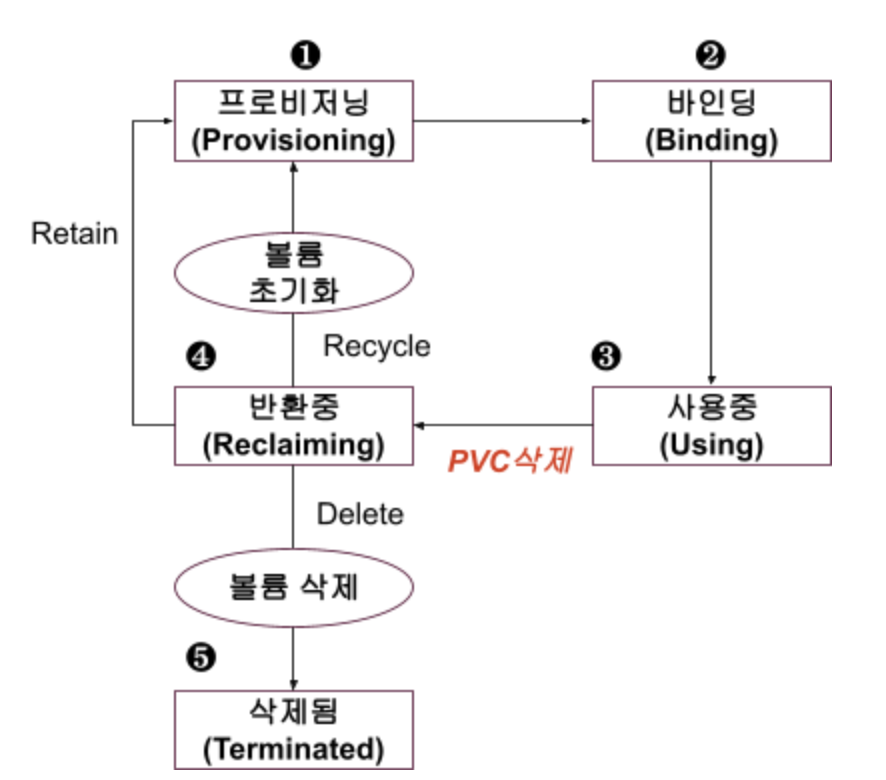 ❶
프로비저닝
(Provisioning)
❷
바인딩
(Binding)
Retain
볼륨
초기화
Recycle
❹
반환중
(Reclaiming)
❸
사용중
(Using)
PVC삭제
Delete
볼륨 삭제
❺
삭제됨
(Terminated)